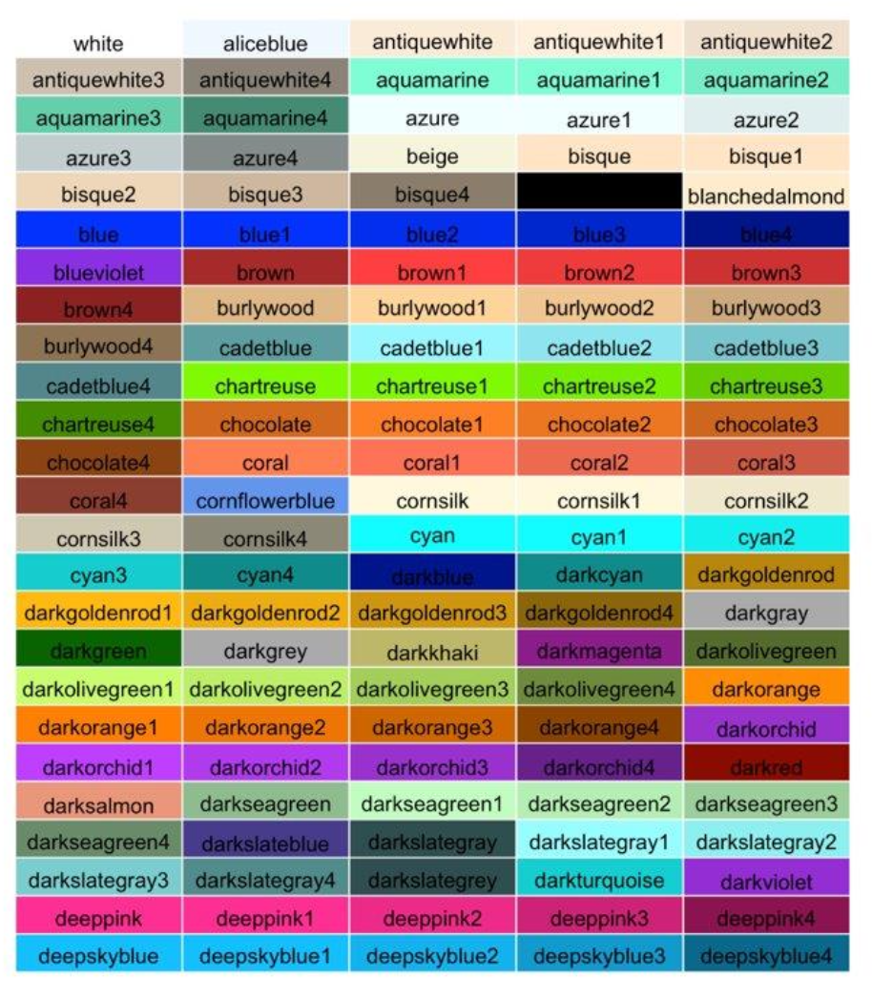 white aliceblue antiquewhite antiquewhite1 antiquewhite2
antiquewhite3 antiquewhite4 aquamarine aquamarine1 aquamarine2
aquamarine3 aquamarine4 azure azure1 azure2
azure3 azure4 beige bisque bisque1
bisque2 bisque3 bisque4 blanchedalmond
blue blue1 blue2 blue3 blue4
blueviolet brown brown1 brown2 brown3
brown4 burlywood burlywood1 burlywood2 burlywood3
burlywood4 cadetblue cadetblue1 cadetblue2 cadetblue3
cadetblue4 chartreuse chartreuse1 chartreuse2 chartreuse3
chartreuse4 chocolate chocolate1 chocolate2 chocolate3
chocolate4 coral coral1 coral2 coral3
coral4 cornflowerblue cornsilk cornsilk1 cornsilk2
cornsilk3 cornsilk4 cyan cyan1 cyan2
cyan3 cyan4 darkblue darkcyan darkgoldenrod
darkgoldenrod1 darkgoldenrod2 darkgoldenrod3 darkgoldenrod4 darkgray
darkgreen darkgrey darkkhaki darkmagenta darkolivegreen
darkolivegreen1 darkolivegreen2 darkolivegreen3 darkolivegreen4 darkorange
darkorange1 darkorange2 darkorange3 darkorange4 darkorchid
darkorchid1 darkorchid2 darkorchid3 darkorchid4 darkred
darksalmon darkseagreen darkseagreen1 darkseagreen2 darkseagreen3
darkseagreen4 darkslateblue darkslategray darkslategray1 darkslategray2
darkslategray3 darkslategray4 darkslategrey darkturquoise darkviolet
deeppink deeppink1 deeppink2 deeppink3 deeppink4
deepskyblue deepskyblue1 deepskyblue2 deepskyblue3 deepskyblue4